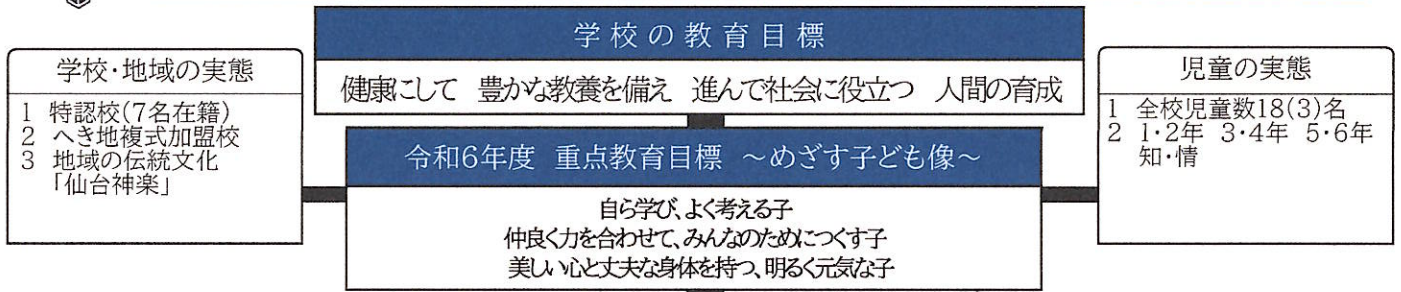 学校の教育目標
健康にして 豊かな教養を備え 進んで社会に役立つ 人間の育成
学校・地域の実態
1 特認校(7名在籍)
2 へき地複式加盟校
3 地域の伝統文化
「仙台神楽」
児童の実態
1 全校児童数18(3)名
2 1・2年 3・4年 5・6年
知・情
令和6年度 重点教育目標 ～めざす子ども像～
自ら学び、よく考える子
仲良く力を合わせて、みんなのためにつくす子
美しい心と丈夫な身体を持つ、明るく元気な子